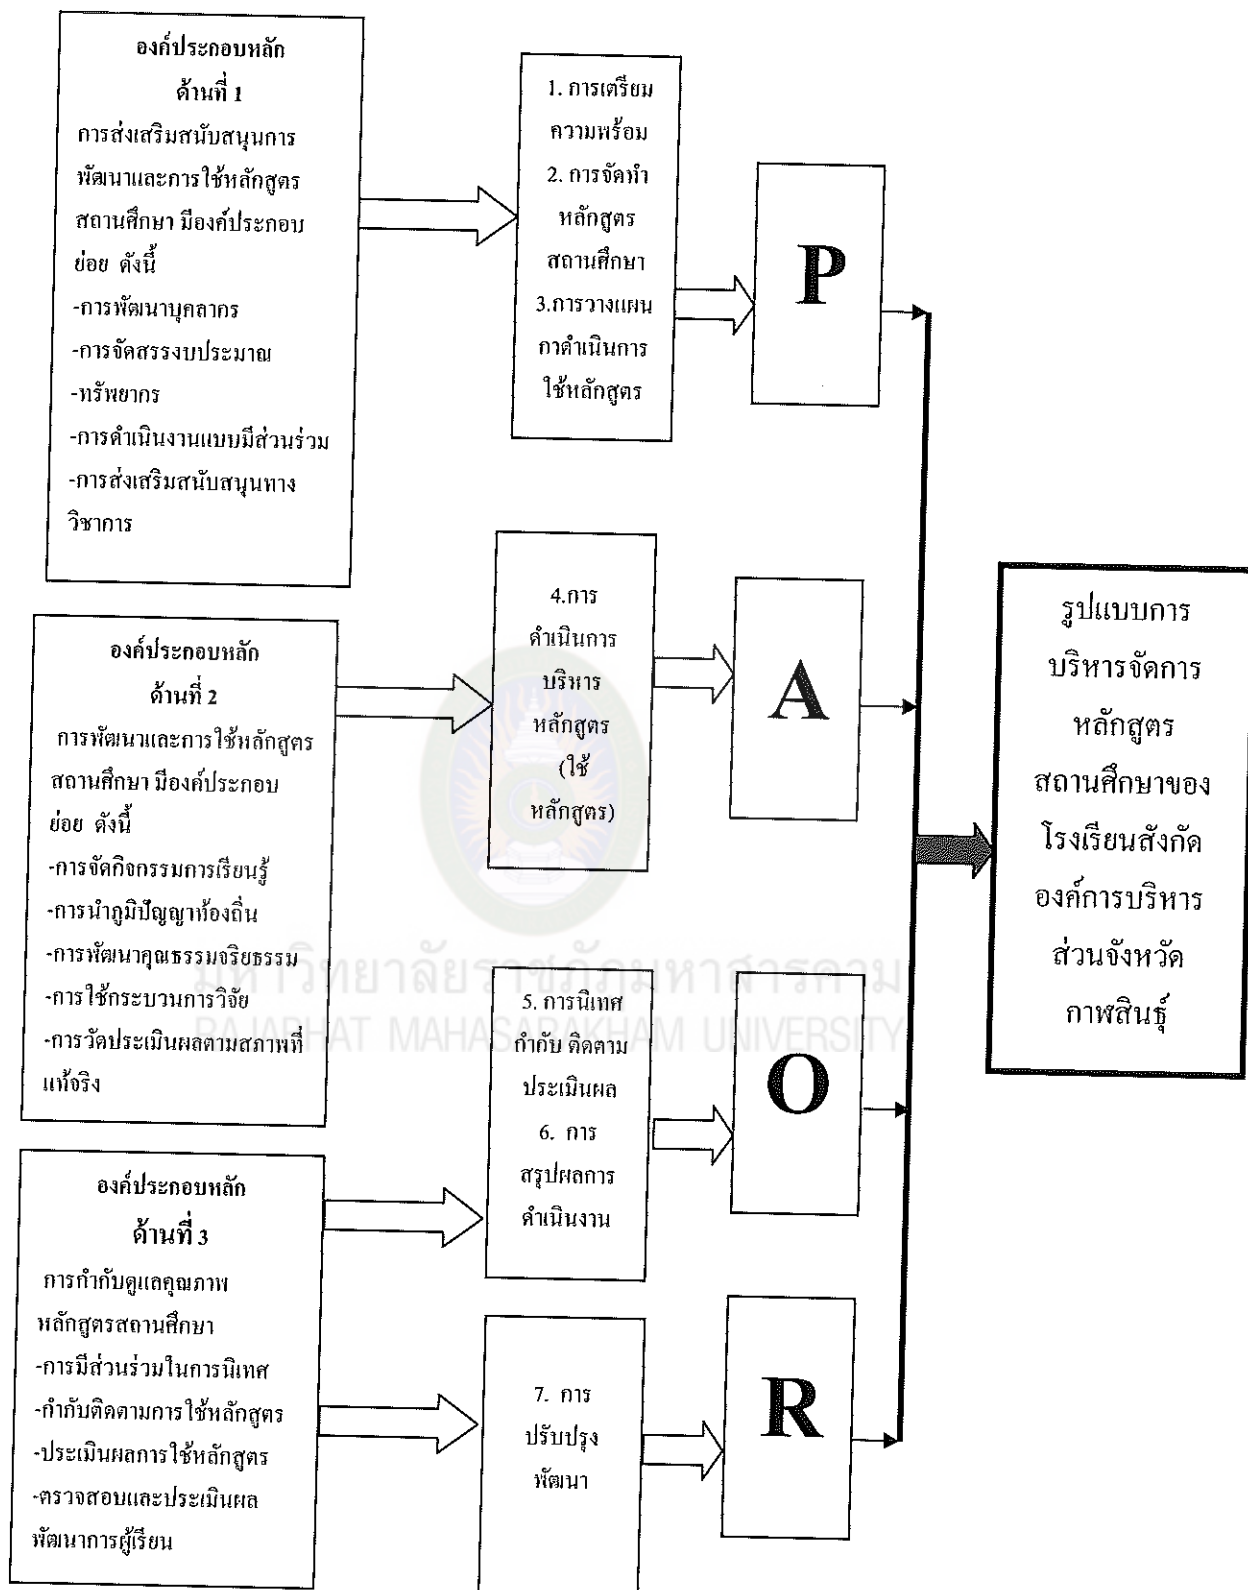 องค์ประกอบหลัก
ด้านที่ 1
การส่งเสริมสนับสนุนการ
พัฒนาและการใช้หลักสูตร
สถานศึกษา มีองค์ประกอบ
ย่อย ดังนี้
-การพัฒนาบุคลากร
-การจัดสรรงบประมาณ
-ทรัพยากร
-การดำเนินงานแบบมีส่วนร่วม
-การส่งเสริมสนับสนุนทาง
วิชาการ
1. การเตรียม
ความพร้อม
2. การจัดทำ
หลักสูตร
สถานศึกษา
3.การวางแผน
กาดำเนินการ
ใช้หลักสูตร
P
องค์ประกอบหลัก
ด้านที่ 2
การพัฒนาและการใช้หลักสูตร
สถานศึกษา มีองค์ประกอบ
ย่อย ดังนี้
-การจัดกิจกรรมการเรียนรู้
-การนำภูมิปัญญาท้องถิ่น
-การพัฒนาคุณธรรมจริยธรรม
-การใช้กระบวนการวิจัย
-การวัดประเมินผลตามสภาพที่
แท้จริง
4.การ
ดำเนินการ
บริหาร
หลักสูตร
(ใช้
หลักสูตร)
A
องค์ประกอบหลัก
ด้านที่ 3
การกำกับดูแลคุณภาพ
หลักสูตรสถานศึกษา
-การมีส่วนร่วมในการนิเทศ
-กำกับติดตามการใช้หลักสูตร
-ประเมินผลการใช้หลักสูตร
-ตรวจสอบและประเมินผล
พัฒนาการผู้เรียน
5. การนิเทศ
กำกับ ติดตาม
ประเมินผล
6. การ
สรุปผลการ
ดำเนินงาน
O
7. การ
ปรับปรุง
พัฒนา
R
รูปแบบการ
บริหารจัดการ
หลักสูตร
สถานศึกษาของ
โรงเรียนสังกัด
องค์การบริหาร
ส่วนจังหวัด
กาฬสินธุ์
มหาวิทยาลัยราชภัฏมหาสารคาม
RAJABHAT MAHASARAKHAM UNIVERSITY